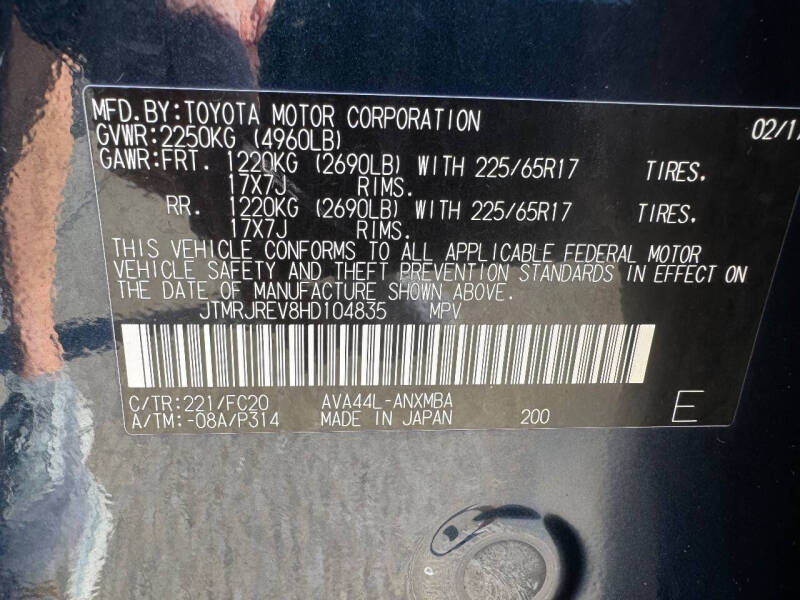 MFD.BY:TOYOTA MOTOR CORPORATION 02/17
GVWR:2250KG (4960LB)
GAWR:FRT. 1220KG (2690LB) WITH 225/65R17 TIRES.
17X7J RIMS.
RR. 1220KG (2690LB) WITH 225/65R17 TIRES.
17X7J RIMS.
THIS VEHICLE CONFORMS TO ALL APPLICABLE FEDERAL MOTOR
VEHICLE SAFETY AND THEFT PREVENTION STANDARDS IN EFFECT ON
THE DATE OF MANUFACTURE SHOWN ABOVE.
JTMRJREV8HD104835 MPV
C/TR:221/FC20 AVA44L-ANXMBA
A/TM:-08A/P314 MADE IN JAPAN 200 E